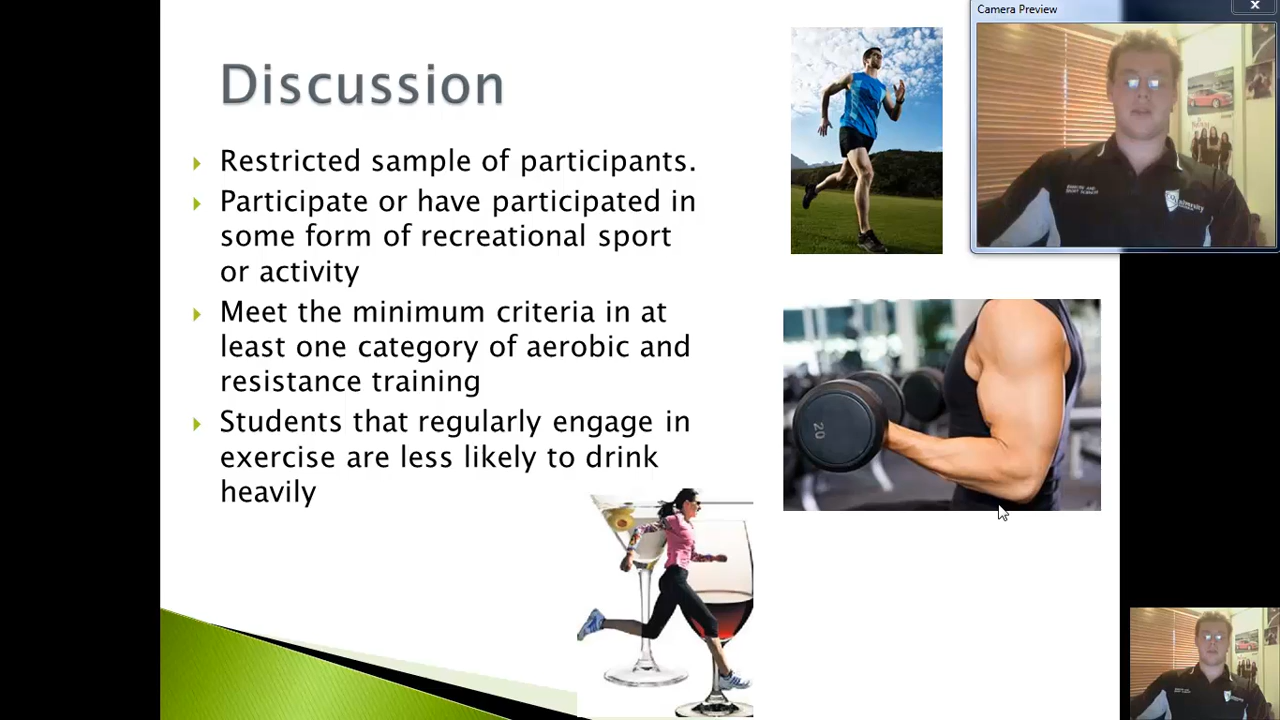 Camera Preview
Discussion
Restricted sample of participants.
Participate or have participated in
some form of recreational sport
or activity
Meet the minimum criteria in at
least one category of aerobic and
resistance training
Students that regularly engage in
exercise are less likely to drink
heavily
20